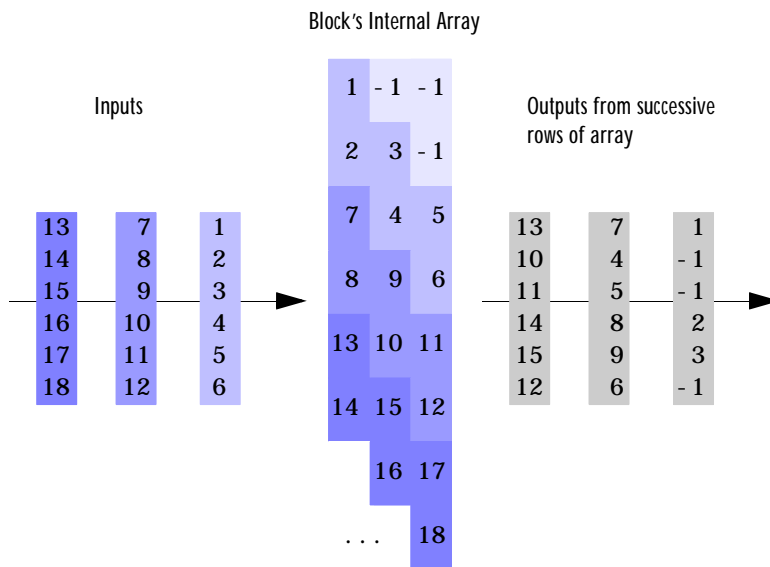 Block's Internal Array
Inputs
Outputs from successive
rows of array
13 7 1
14 8 2
15 9 3
16 10 4
17 11 5
18 12 6
1 -1 -1
2 3 -1
7 4 5
8 9 6
13 10 11
14 15 12
16 17
. . . 18
13 7 1
10 4 -1
11 5 -1
14 8 2
15 9 3
12 6 -1